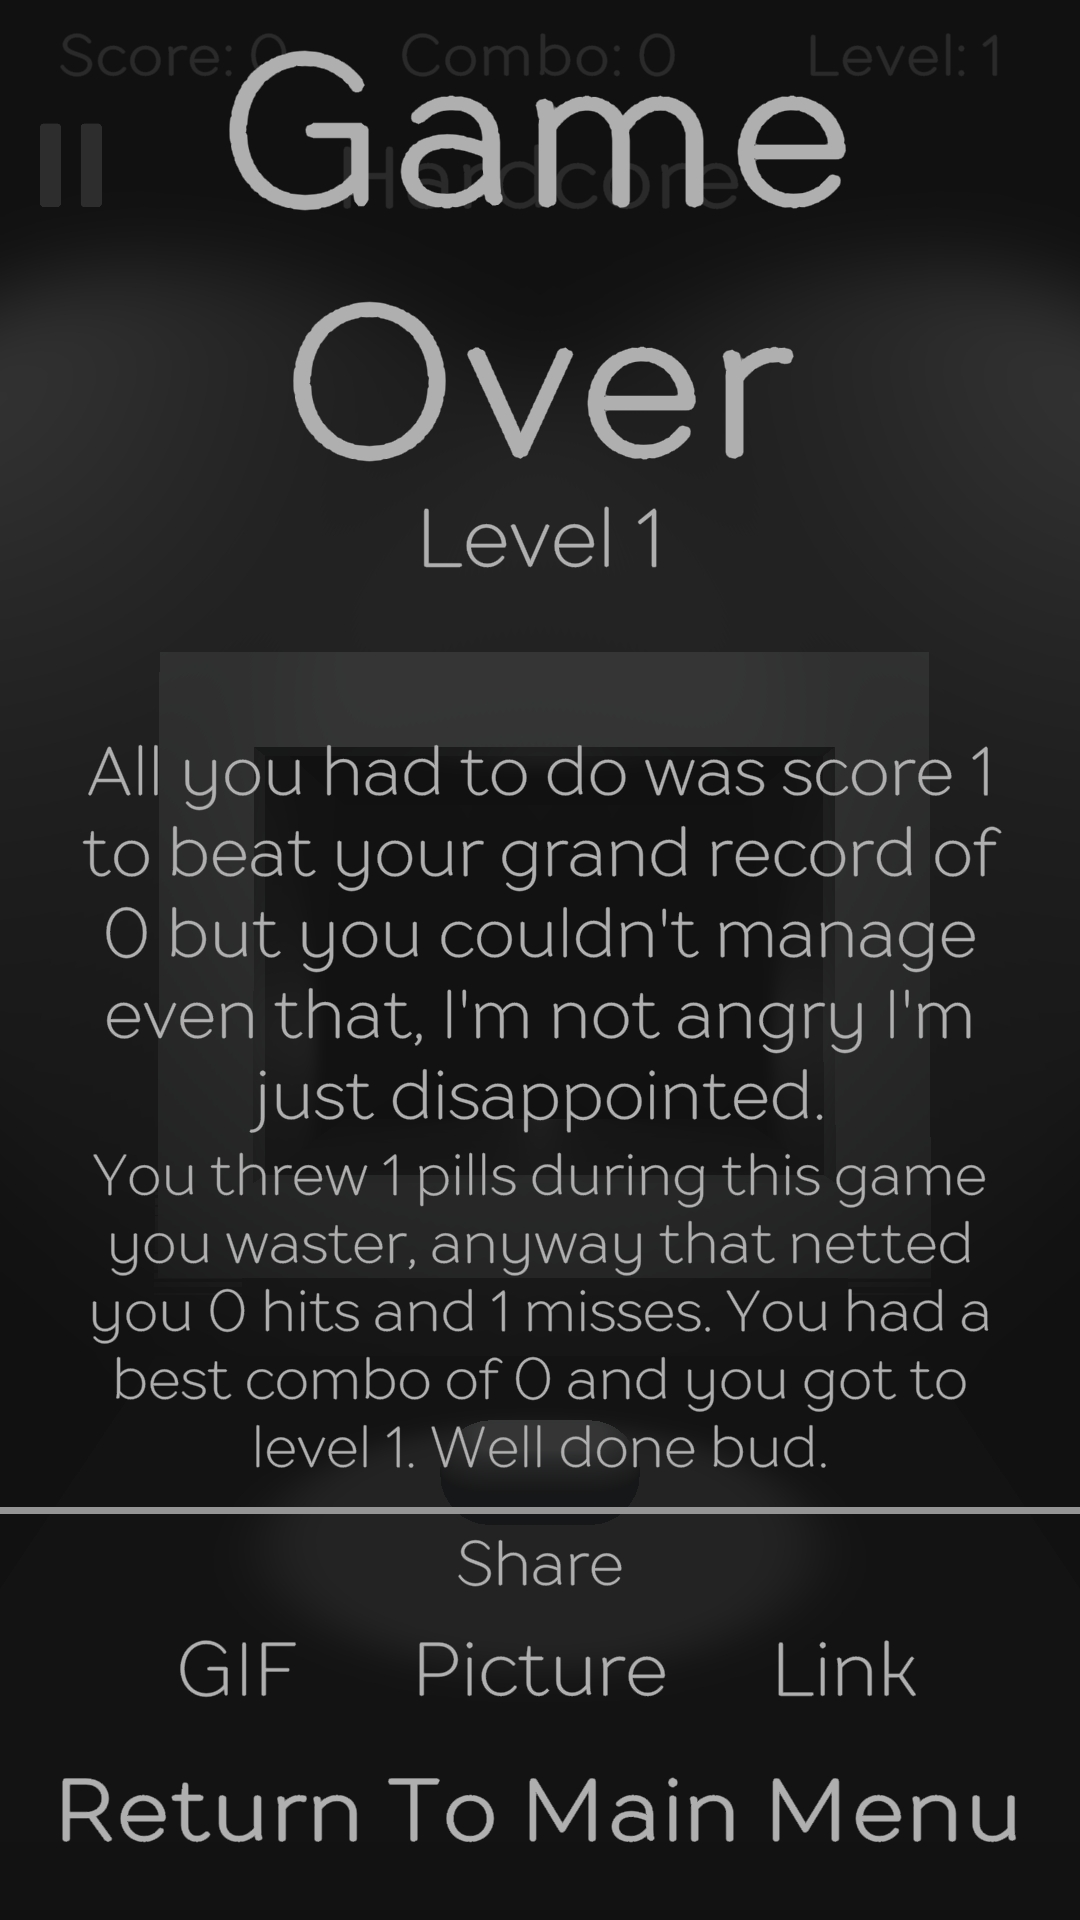 Score: 0 Combo: 0 Level: 1
Game
Hardcore
Over
Level 1
All you had to do was score 1
to beat your grand record of
0 but you couldn't manage
even that, I'm not angry I'm
just disappointed.
You threw 1 pills during this game
you waster, anyway that netted
you 0 hits and 1 misses. You had a
best combo of 0 and you got to
level 1. Well done bud.
Share
GIF Picture Link
Return To Main Menu